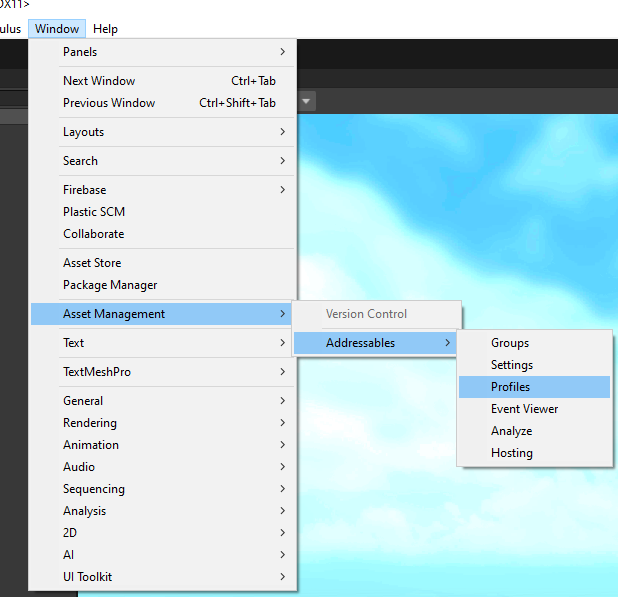 DX11>
ulus Window Help
Panels
Next Window Ctrl+Tab
Previous Window Ctrl+Shift+Tab
Layouts
Search
Firebase
Plastic SCM
Collaborate
Asset Store
Package Manager
Asset Management
Version Control
Text
Addressables
Groups
Settings
TextMeshPro
Profiles
General
Event Viewer
Rendering
Analyze
Animation
Hosting
Audio
Sequencing
Analysis
2D
AI
UI Toolkit